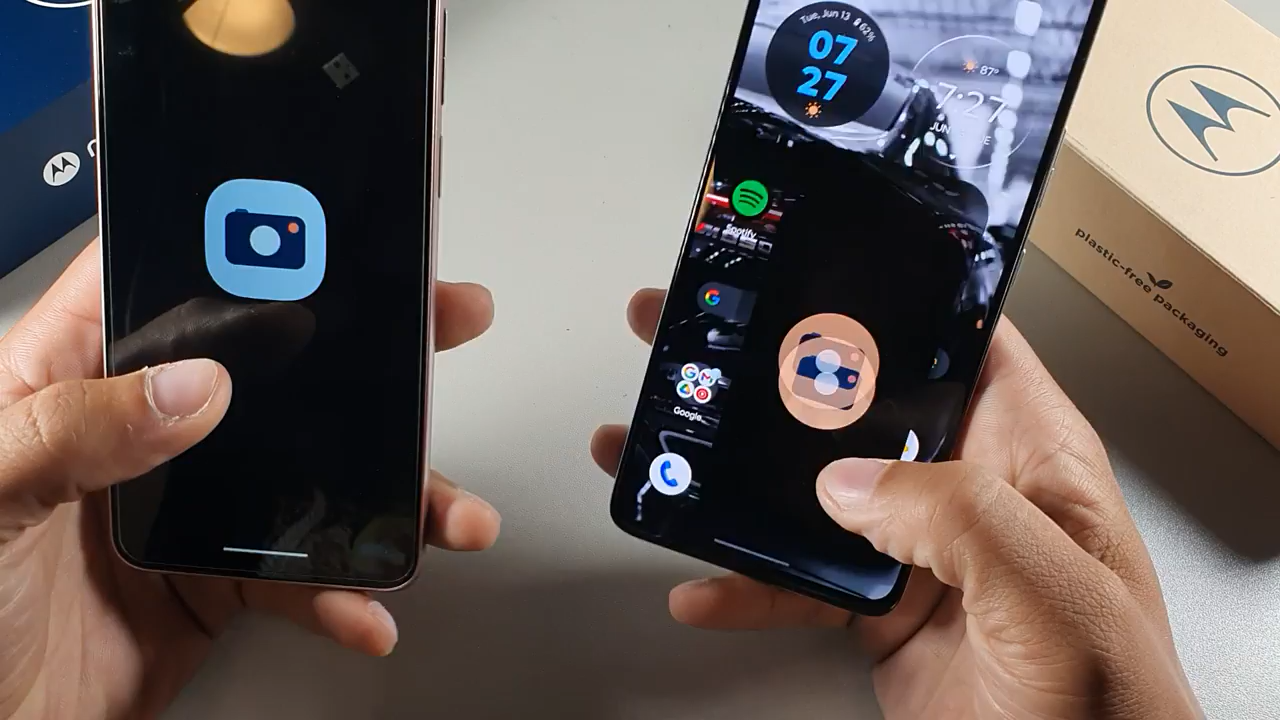 Tue, Jun 13 62%
07
27
87°
7:27
Spotify
Google
plastic-free packaging